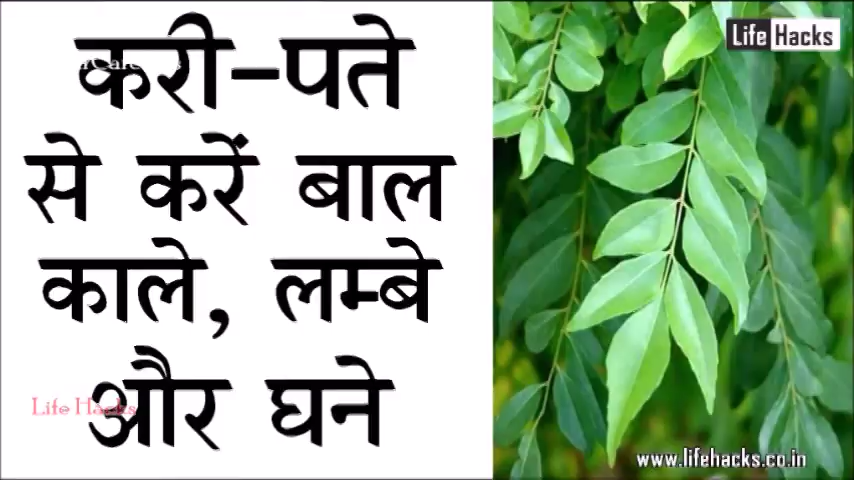 करी-पते
से करें बाल
काले, लम्बे
और घने
Life Hacks
Life Hacks
www.lifehacks.co.in